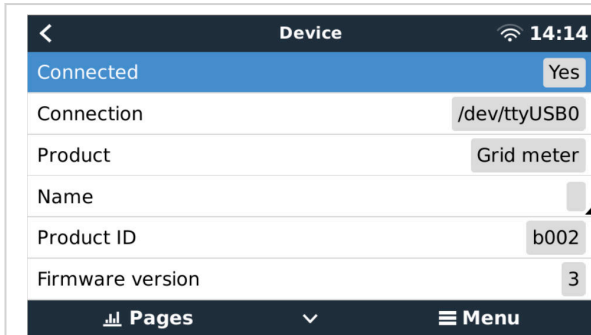 Device 14:14
Connected Yes
Connection /dev/ttyUSB0
Product Grid meter
Name
Product ID b002
Firmware version 3
Pages Menu